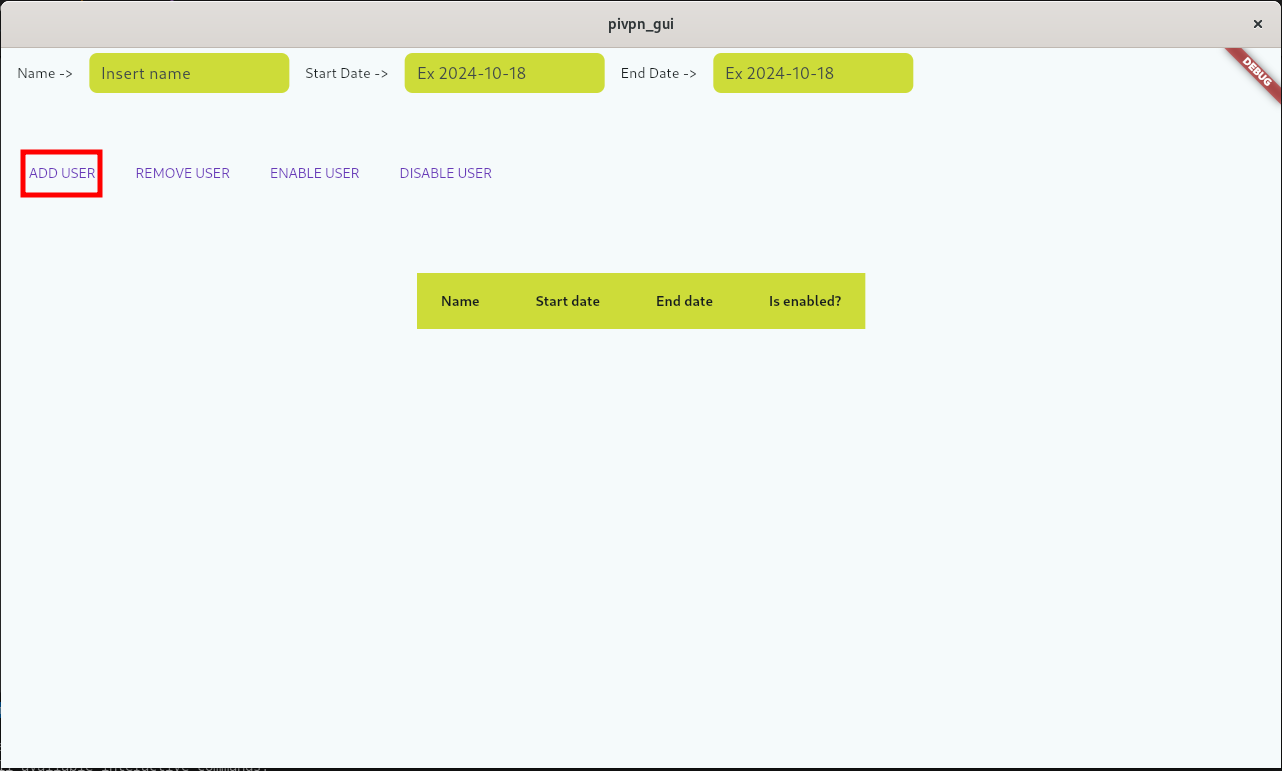 pivpn_gui
Name -> Insert name Start Date -> Ex 2024-10-18 End Date -> Ex 2024-10-18
DEBUG
ADD USER REMOVE USER ENABLE USER DISABLE USER
Name Start date End date Is enabled?